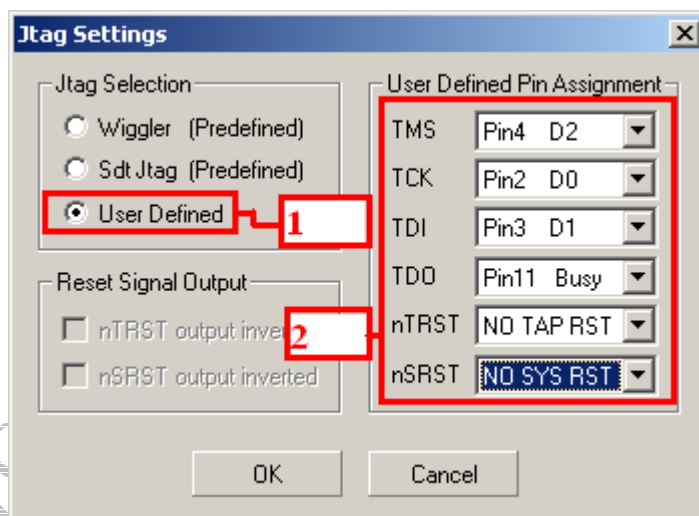 Jtag Settings
Jtag Selection
Wiggler (Predefined)
Sdt Jtag (Predefined)
User Defined
1
Reset Signal Output
nTRST output inver
2
nSRST output inverted
User Defined Pin Assignment
TMS Pin4 D2
TCK Pin2 D0
TDI Pin3 D1
TDO Pin11 Busy
nTRST NO TAP RST
nSRST NO SYS RST
OK
Cancel